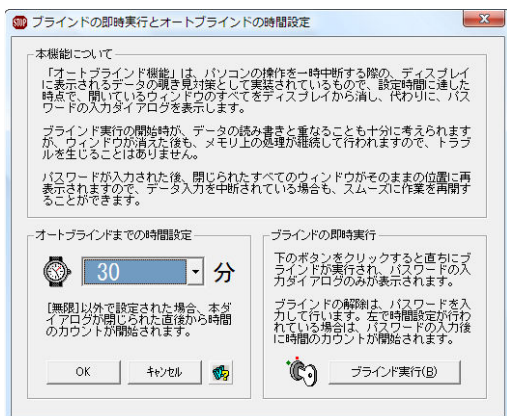 ブラインドの即時実行とオートブラインドの時間設定
本機能について
「オートブラインド機能」は、パソコンの操作を一時中断する際の、ディスプレイ
に表示されるデータの覗き見対策として実装されているもので、設定時間に達した
時点で、開いているウィンドウのすべてをディスプレイから消し、代わりに、パス
ワードの入力ダイアログを表示します。
ブラインド実行の開始時が、データの読み書きと重なることも十分に考えられます
が、ウィンドウが消えた後も、メモリ上の処理が継続して行われますので、トラブ
ルを生じることはありません。
パスワードが入力された後、閉じられたすべてのウィンドウがそのままの位置に再
表示されますので、データ入力を中断されている場合も、スムーズに作業を再開す
ることができます。
オートブラインドまでの時間設定
30 分
[無限]以外で設定された場合、本ダ
イアログが閉じられた直後から時間
のカウントが開始されます。
OK キャンセル
ブラインドの即時実行
下のボタンをクリックすると直ちにブ
ラインドが実行され、パスワードの入
力ダイアログのみが表示されます。
ブラインドの解除は、パスワードを入
力して行います。左で時間設定が行わ
れている場合は、パスワードの入力後
に時間のカウントが開始されます。
ブラインド実行(B)